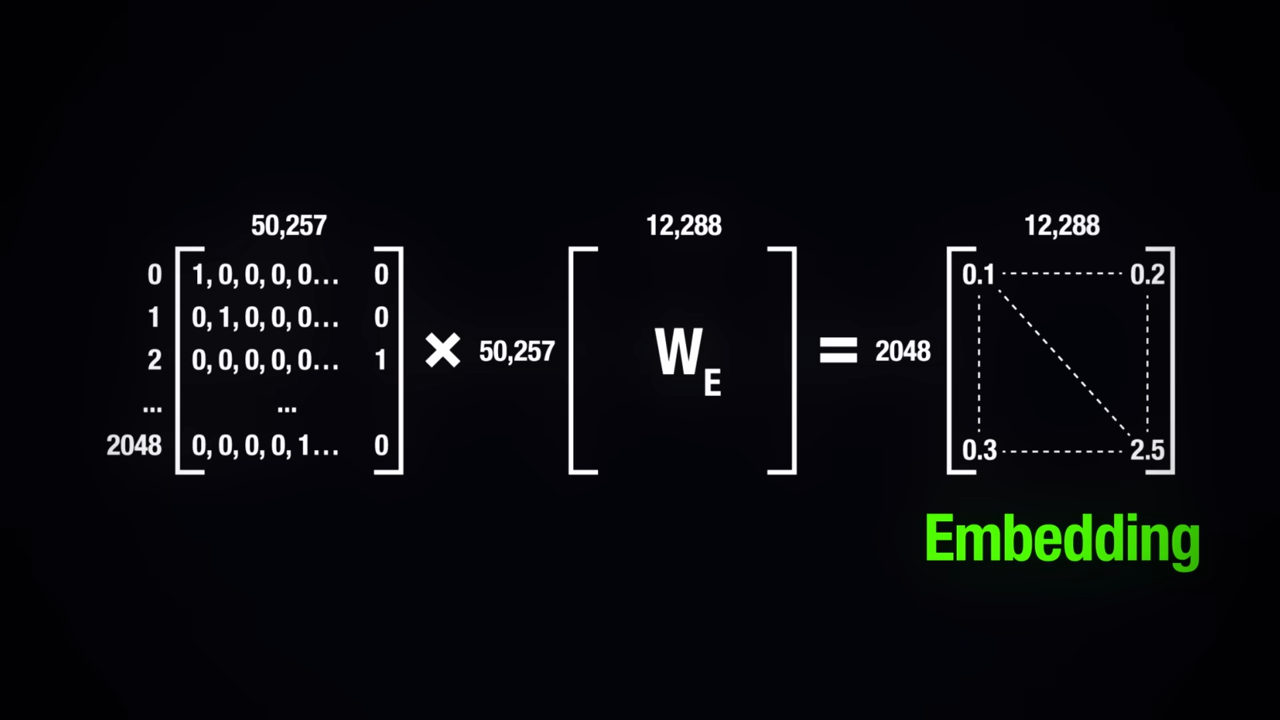 50,257
12,288
12,288
0 1, 0, 0, 0, 0... 0
1 0, 1, 0, 0, 0... 0
2 0, 0, 0, 0, 0... 1
... ...
2048 0, 0, 0, 0, 1... 0
× 50,257
W_E
= 2048
0.1 0.2
0.3 2.5
Embedding